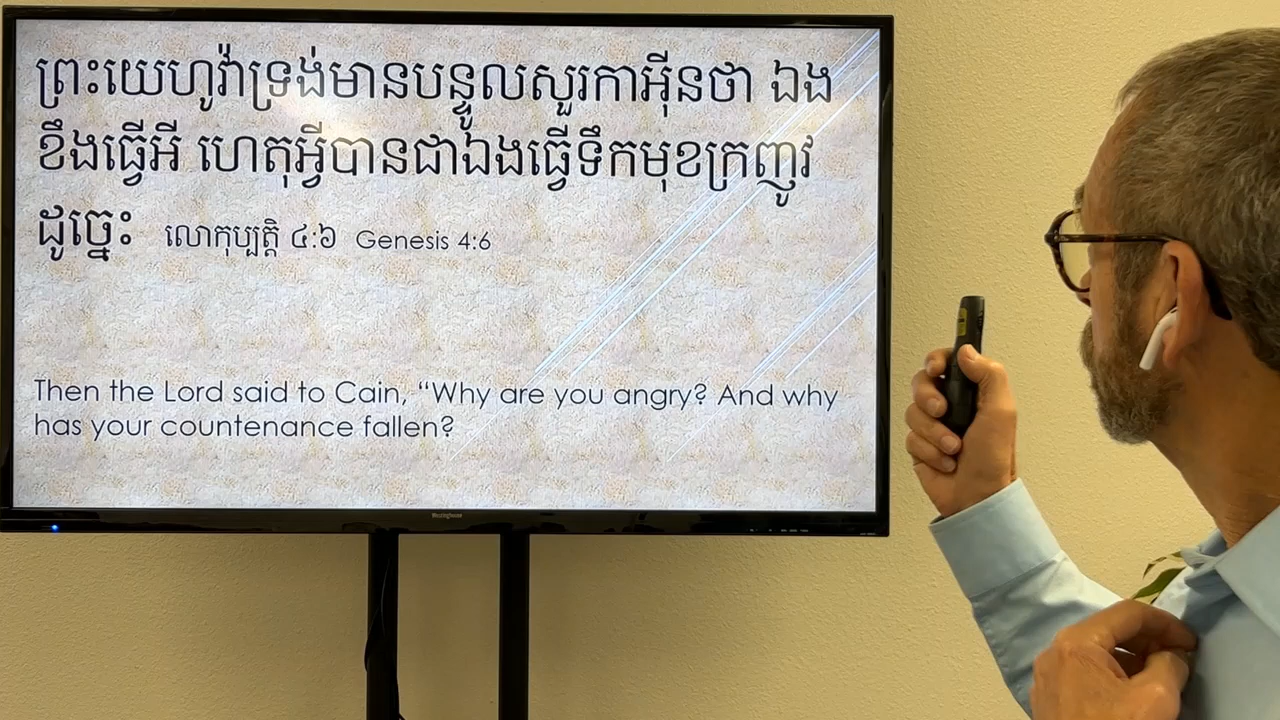 ព្រះយេហូវ៉ាទ្រង់មានបន្ទូលសួរកាអ៊ីនថា ឯង
ខឹងធ្វើអី ហេតុអ្វីបានជាឯងធ្វើទឹកមុខក្រញូវ
ដូច្នេះ លោកុប្បត្តិ ៤:៦ Genesis 4:6
Then the Lord said to Cain, “Why are you angry? And why
has your countenance fallen?
Westinghouse